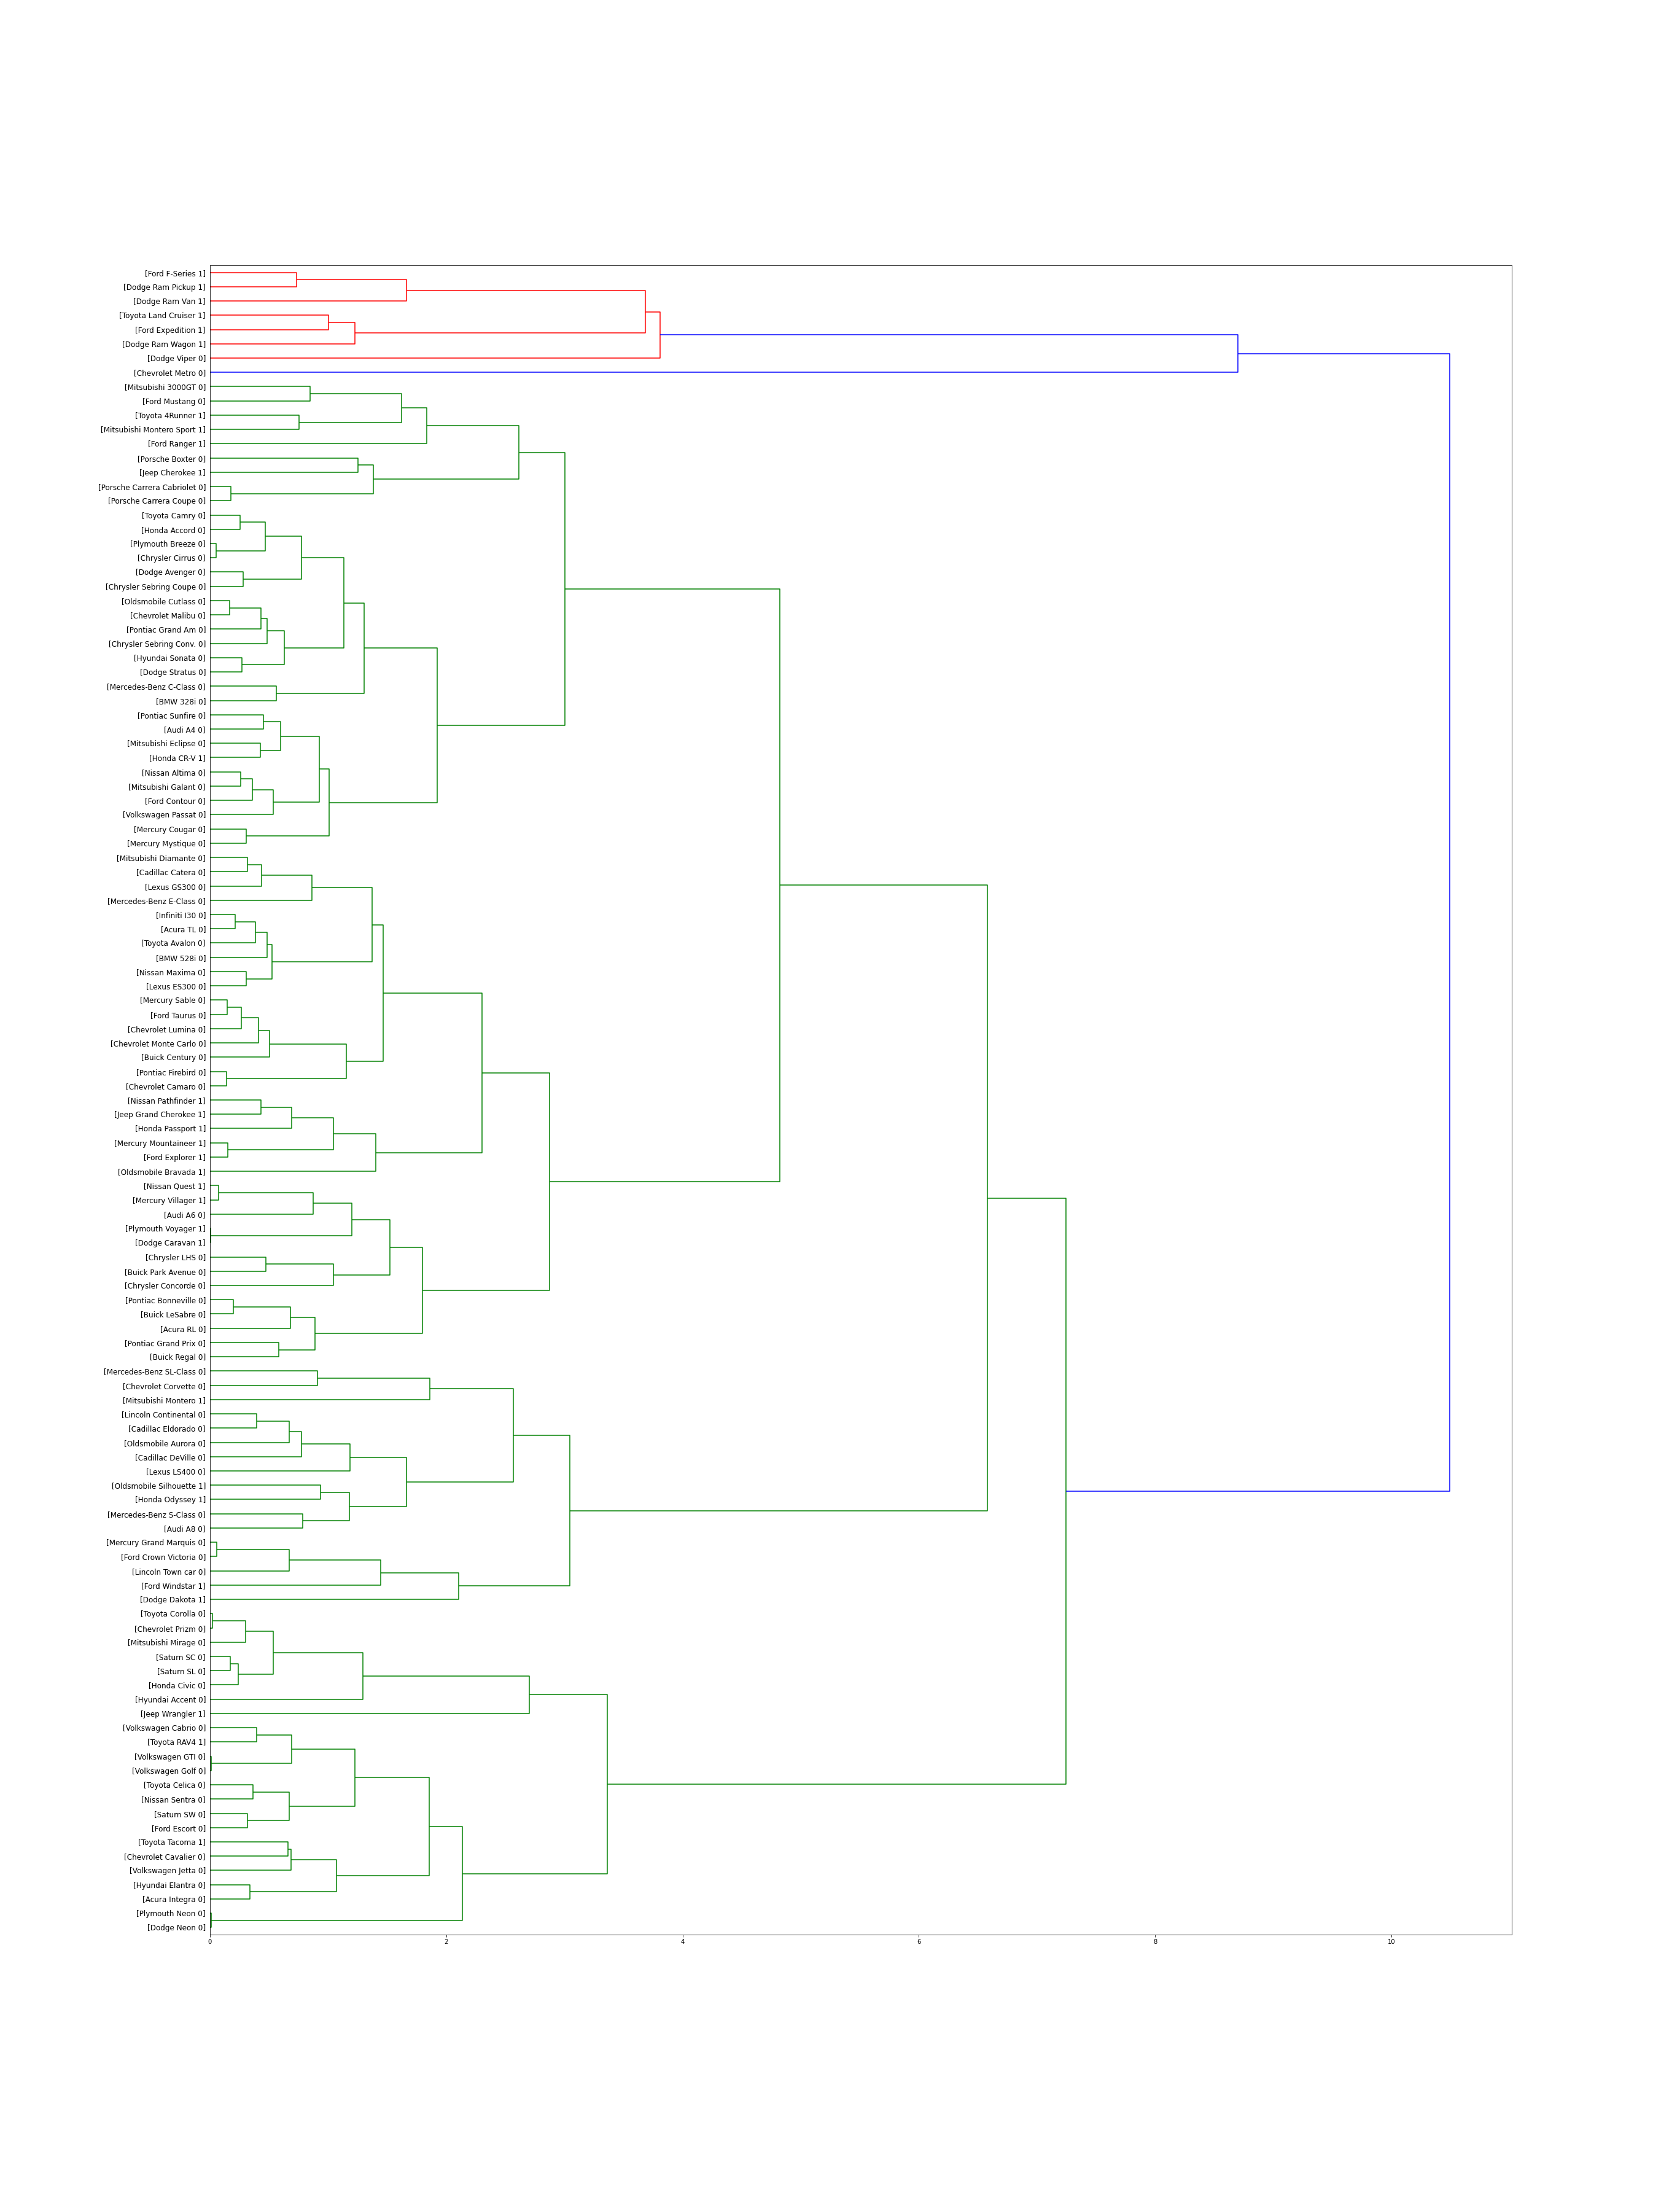 [Ford F-Series 1]
[Dodge Ram Pickup 1]
[Dodge Ram Van 1]
[Toyota Land Cruiser 1]
[Ford Expedition 1]
[Dodge Ram Wagon 1]
[Dodge Viper 0]
[Chevrolet Metro 0]
[Mitsubishi 3000GT 0]
[Ford Mustang 0]
[Toyota 4Runner 1]
[Mitsubishi Montero Sport 1]
[Ford Ranger 1]
[Porsche Boxter 0]
[Jeep Cherokee 1]
[Porsche Carrera Cabriolet 0]
[Porsche Carrera Coupe 0]
[Toyota Camry 0]
[Honda Accord 0]
[Plymouth Breeze 0]
[Chrysler Cirrus 0]
[Dodge Avenger 0]
[Chrysler Sebring Coupe 0]
[Oldsmobile Cutlass 0]
[Chevrolet Malibu 0]
[Pontiac Grand Am 0]
[Chrysler Sebring Conv. 0]
[Hyundai Sonata 0]
[Dodge Stratus 0]
[Mercedes-Benz C-Class 0]
[BMW 328i 0]
[Pontiac Sunfire 0]
[Audi A4 0]
[Mitsubishi Eclipse 0]
[Honda CR-V 1]
[Nissan Altima 0]
[Mitsubishi Galant 0]
[Ford Contour 0]
[Volkswagen Passat 0]
[Mercury Cougar 0]
[Mercury Mystique 0]
[Mitsubishi Diamante 0]
[Cadillac Catera 0]
[Lexus GS300 0]
[Mercedes-Benz E-Class 0]
[Infiniti I30 0]
[Acura TL 0]
[Toyota Avalon 0]
[BMW 528i 0]
[Nissan Maxima 0]
[Lexus ES300 0]
[Mercury Sable 0]
[Ford Taurus 0]
[Chevrolet Lumina 0]
[Chevrolet Monte Carlo 0]
[Buick Century 0]
[Pontiac Firebird 0]
[Chevrolet Camaro 0]
[Nissan Pathfinder 1]
[Jeep Grand Cherokee 1]
[Honda Passport 1]
[Mercury Mountaineer 1]
[Ford Explorer 1]
[Oldsmobile Bravada 1]
[Nissan Quest 1]
[Mercury Villager 1]
[Audi A6 0]
[Plymouth Voyager 1]
[Dodge Caravan 1]
[Chrysler LHS 0]
[Buick Park Avenue 0]
[Chrysler Concorde 0]
[Pontiac Bonneville 0]
[Buick LeSabre 0]
[Acura RL 0]
[Pontiac Grand Prix 0]
[Buick Regal 0]
[Mercedes-Benz SL-Class 0]
[Chevrolet Corvette 0]
[Mitsubishi Montero 1]
[Lincoln Continental 0]
[Cadillac Eldorado 0]
[Oldsmobile Aurora 0]
[Cadillac DeVille 0]
[Lexus LS400 0]
[Oldsmobile Silhouette 1]
[Honda Odyssey 1]
[Mercedes-Benz S-Class 0]
[Audi A8 0]
[Mercury Grand Marquis 0]
[Ford Crown Victoria 0]
[Lincoln Town car 0]
[Ford Windstar 1]
[Dodge Dakota 1]
[Toyota Corolla 0]
[Chevrolet Prizm 0]
[Mitsubishi Mirage 0]
[Saturn SC 0]
[Saturn SL 0]
[Honda Civic 0]
[Hyundai Accent 0]
[Jeep Wrangler 1]
[Volkswagen Cabrio 0]
[Toyota RAV4 1]
[Volkswagen GTI 0]
[Volkswagen Golf 0]
[Toyota Celica 0]
[Nissan Sentra 0]
[Saturn SW 0]
[Ford Escort 0]
[Toyota Tacoma 1]
[Chevrolet Cavalier 0]
[Volkswagen Jetta 0]
[Hyundai Elantra 0]
[Acura Integra 0]
[Plymouth Neon 0]
[Dodge Neon 0]
0 2 4 6 8 10